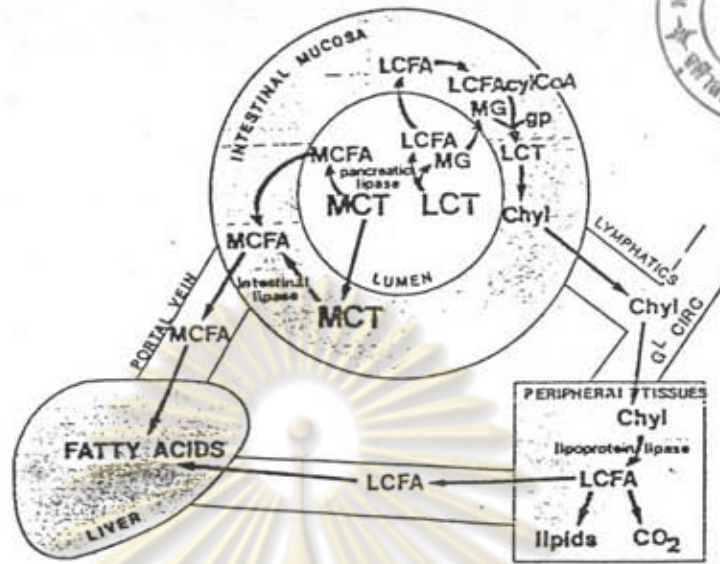 INTESTINAL MUCOSA
LCFA
LCFAcylCoA
MG
gp
LCFA
MG
LCT
MCFA
pancreatic
lipase
MCT
LCT
Chyl
MCFA
LUMEN
Intestinal
lipase
MCT
LYMPHATICS
Chyl
GL CIRC
PORTAL VEIN
MCFA
PERIPHERAL TISSUES
Chyl
lipoprotein lipase
FATTY ACIDS
LCFA
LCFA
LIVER
lipids
CO₂